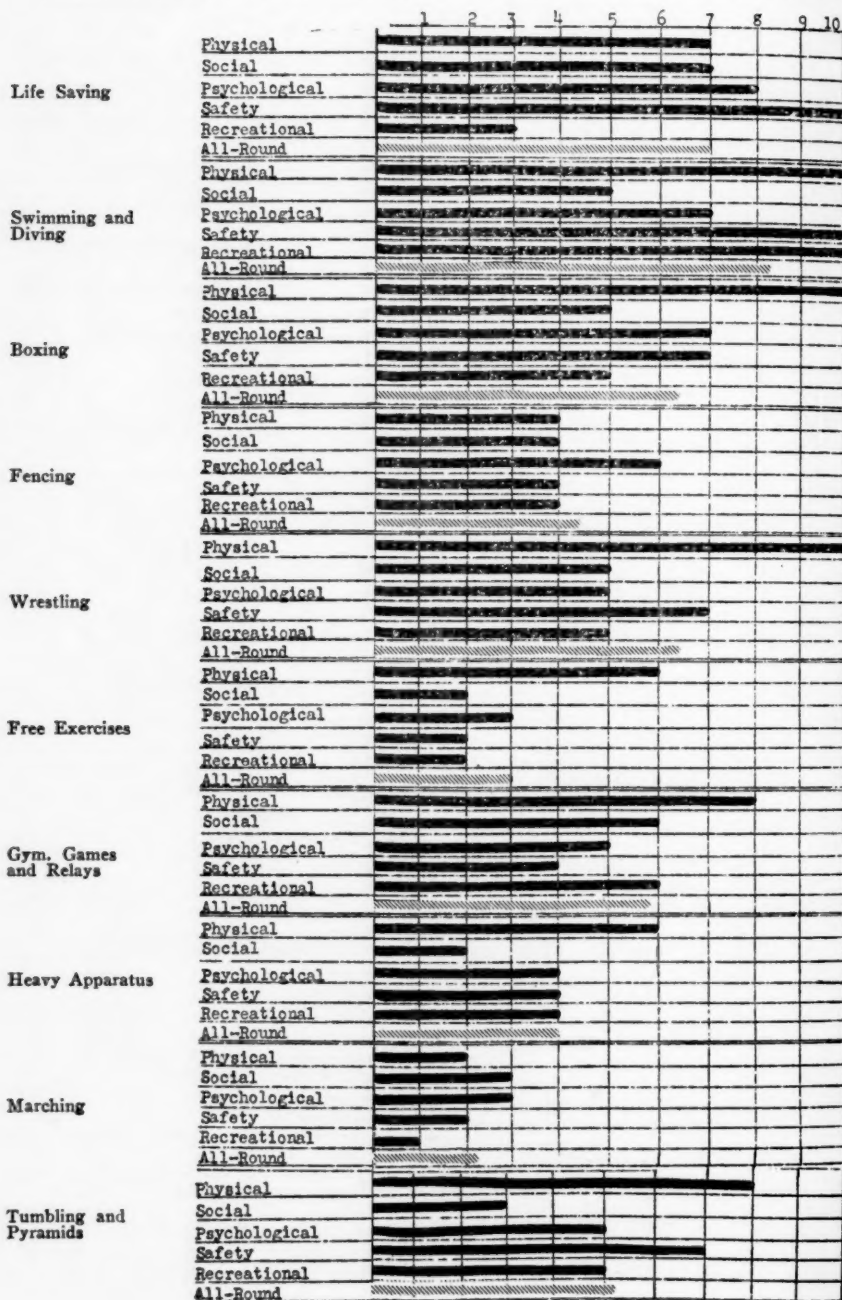 1 2 3 4 5 6 7 8 9 10
Life Saving
Physical
Social
Psychological
Safety
Recreational
All-Round
Swimming and
Diving
Physical
Social
Psychological
Safety
Recreational
All-Round
Boxing
Physical
Social
Psychological
Safety
Recreational
All-Round
Fencing
Physical
Social
Psychological
Safety
Recreational
All-Round
Wrestling
Physical
Social
Psychological
Safety
Recreational
All-Round
Free Exercises
Physical
Social
Psychological
Safety
Recreational
All-Round
Gym. Games
and Relays
Physical
Social
Psychological
Safety
Recreational
All-Round
Heavy Apparatus
Physical
Social
Psychological
Safety
Recreational
All-Round
Marching
Physical
Social
Psychological
Safety
Recreational
All-Round
Tumbling and
Pyramids
Physical
Social
Psychological
Safety
Recreational
All-Round